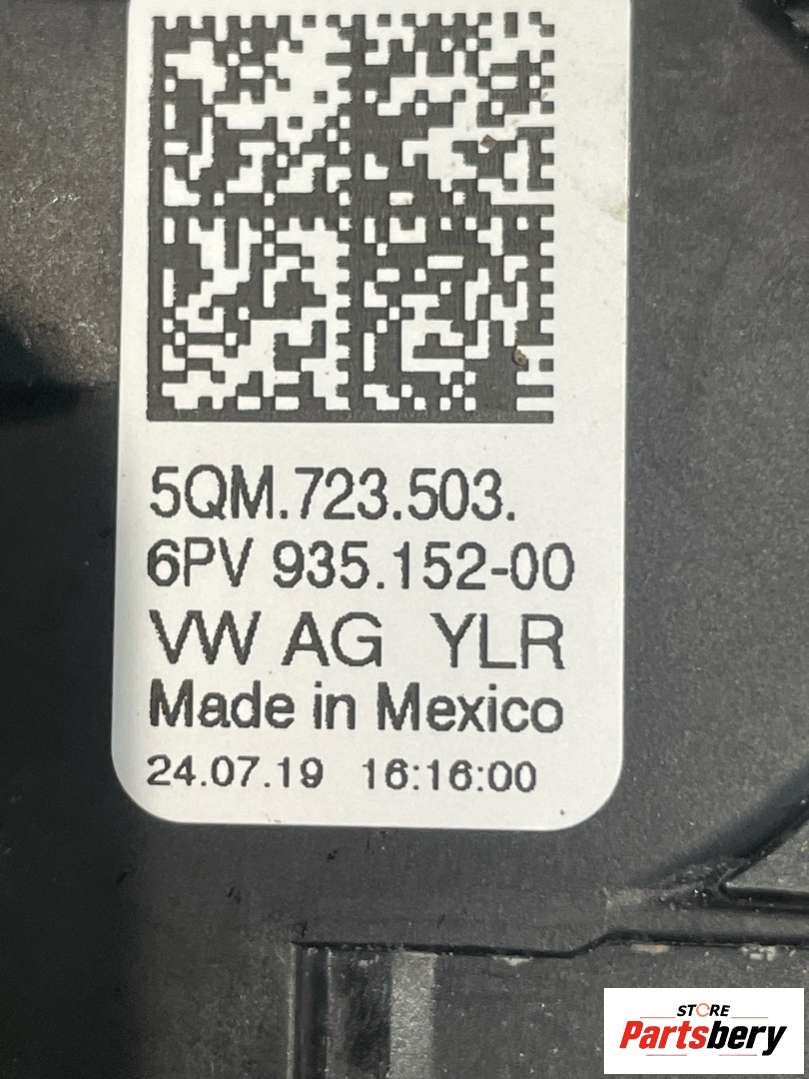 5QM.723.503.
6PV 935.152-00
VW AG YLR
Made in Mexico
24.07.19 16:16:00
STORE
Partsbery